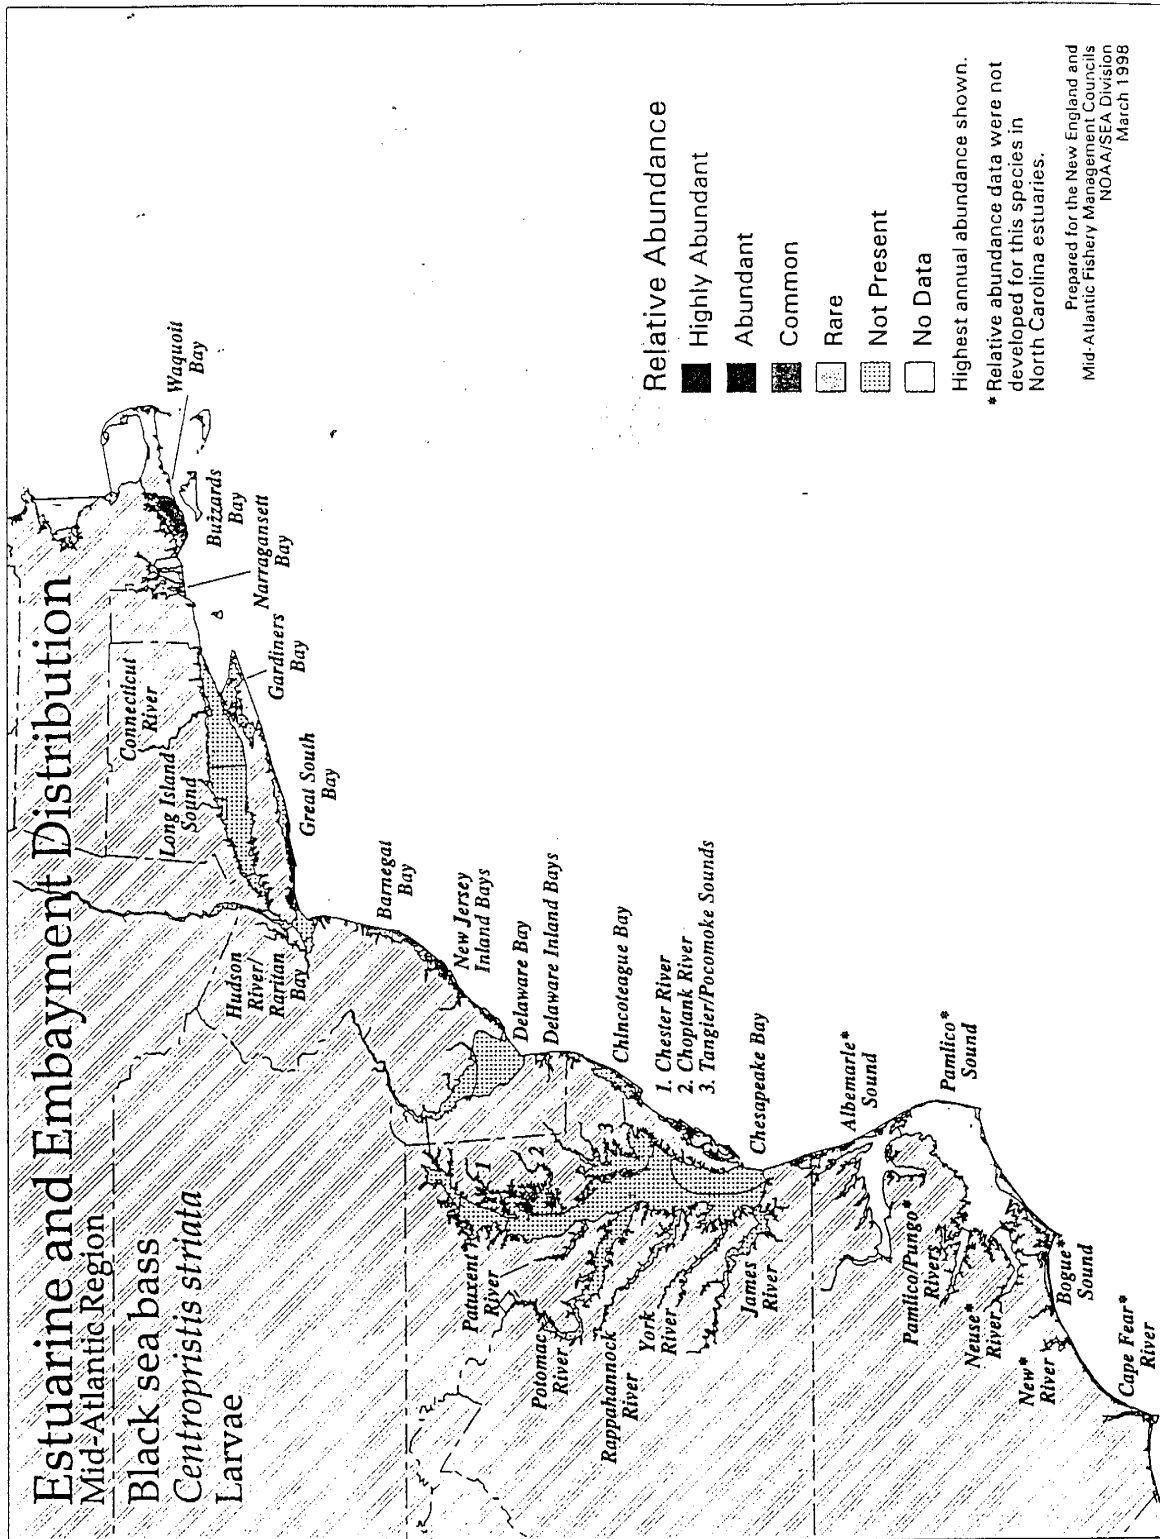 Estuarine and Embayment Distribution
Mid-Atlantic Region
Black sea bass
Centropristis striata
Larvae
Waquoit
Bay
Buzzards
Bay
Narragansett
Bay
Connecticut
River
Gardiners
Bay
Long Island
Sound
Great South
Bay
Hudson
River/
Raritan
Bay
Barnegat
Bay
New Jersey
Inland Bays
Delaware Bay
Delaware Inland Bays
Chincoteague Bay
1. Chester River
2. Choptank River
3. Tangier/Pocomoke Sounds
Chesapeake Bay
1
2
3
Patuxent
River
Potomac
River
Rappahannock
River
York
River
James
River
Albemarle*
Sound
Pamlico*
Sound
Pamlico/Pungo*
Rivers
Neuse*
River
New*
River
Bogue*
Sound
Cape Fear*
River
Relative Abundance
Highly Abundant
Abundant
Common
Rare
Not Present
No Data
Highest annual abundance shown.
* Relative abundance data were not
developed for this species in
North Carolina estuaries.
Prepared for the New England and
Mid-Atlantic Fishery Management Councils
NOAA/SEA Division
March 1998